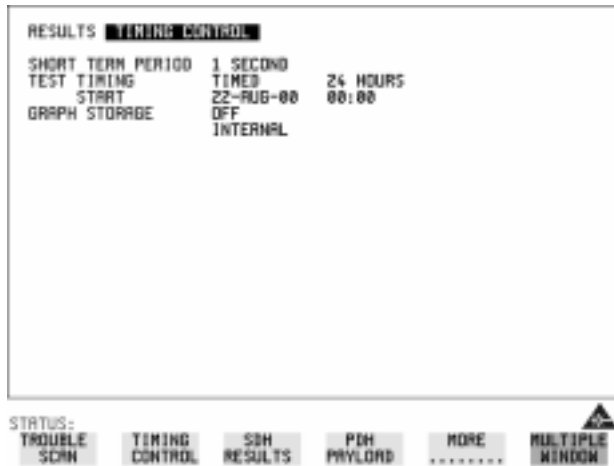 RESULTS TIMING CONTROL
SHORT TERM PERIOD 1 SECOND
TEST TIMING TIMED 24 HOURS
START 22-AUG-00 00:00
GRAPH STORAGE OFF
INTERNAL
STATUS:
TROUBLE SCAN
TIMING CONTROL
SDH RESULTS
PDH PAYLOAD
MORE ........
MULTIPLE WINDOW